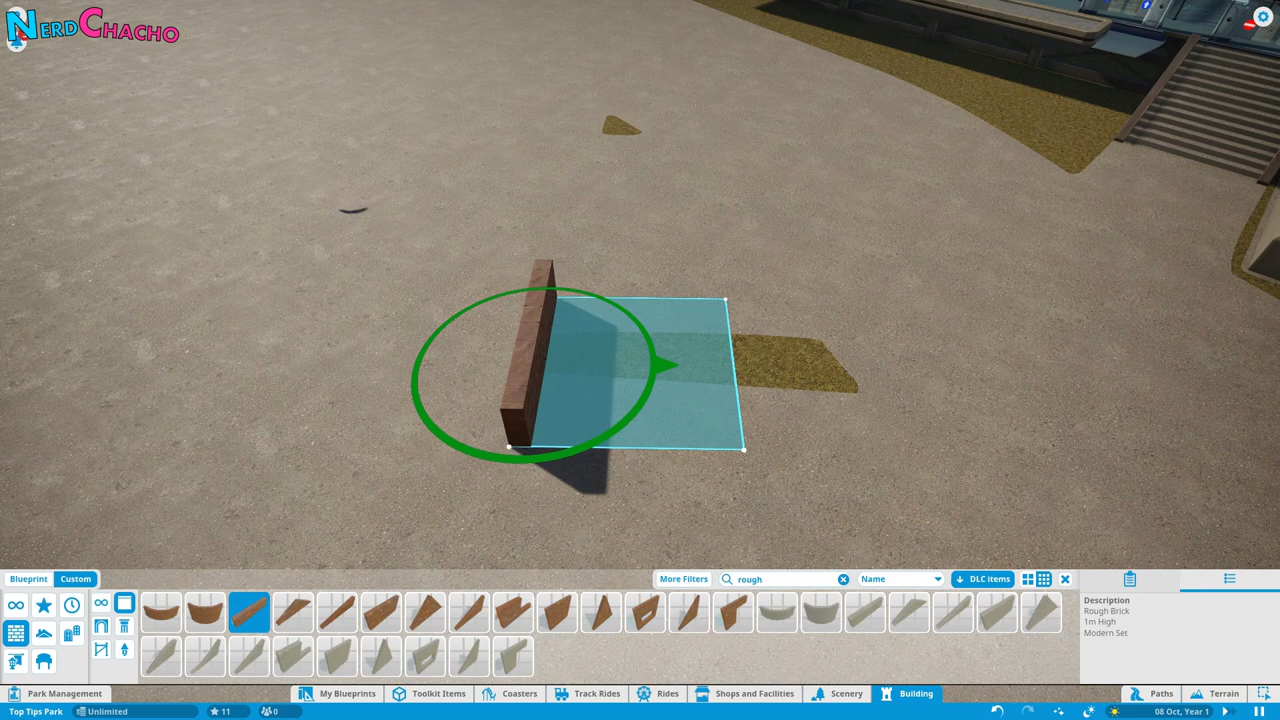 NERDCHACHO
Blueprint
Custom
More Filters
rough
Name
DLC items
Description
Rough Brick
1m High
Modern Set
Park Management
My Blueprints
Toolkit Items
Coasters
Track Rides
Rides
Shops and Facilities
Scenery
Building
Paths
Terrain
Top Tips Park
Unlimited
11
0
08 Oct, Year 1